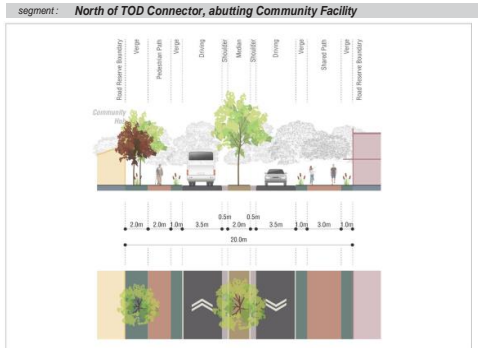 segment : North of TOD Connector, abutting Community Facility
Road Reserve Boundary
Verge
Pedestrian Path
Verge
Driving
Shoulder
Median
Shoulder
Driving
Verge
Shared Path
Verge
Road Reserve Boundary
Community
Hub
0.5m 0.5m
2.0m 2.0m 1.0m 3.5m 2.0m 3.5m 1.0m 3.0m 1.0m
20.0m